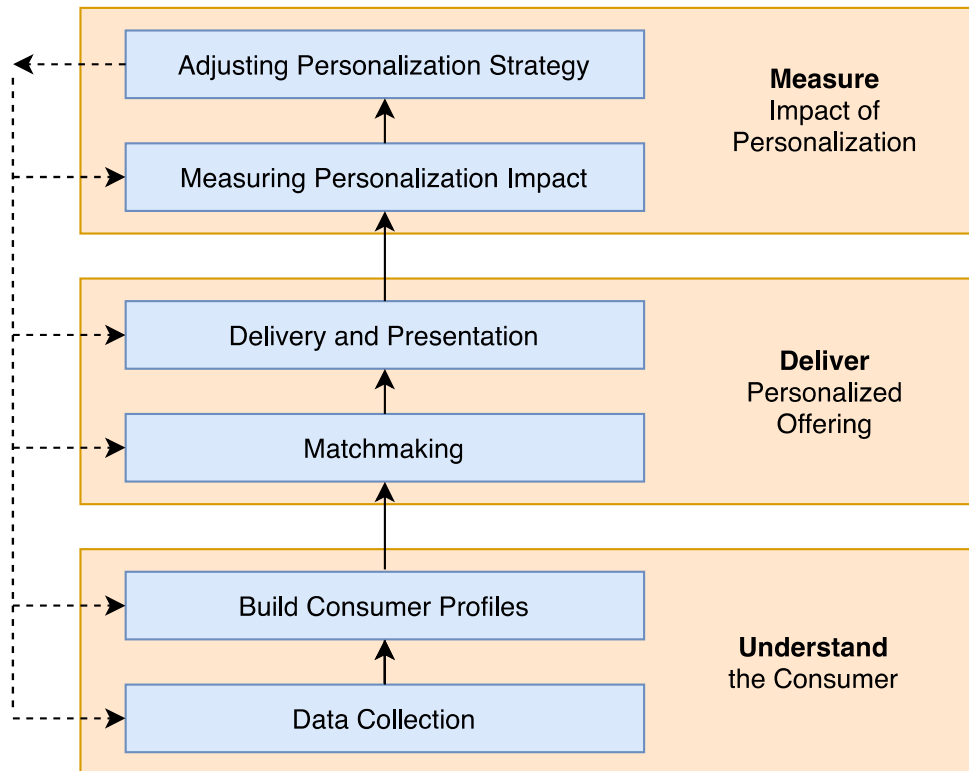 Adjusting Personalization Strategy
Measuring Personalization Impact
Measure
Impact of
Personalization
Delivery and Presentation
Matchmaking
Deliver
Personalized
Offering
Build Consumer Profiles
Data Collection
Understand
the Consumer